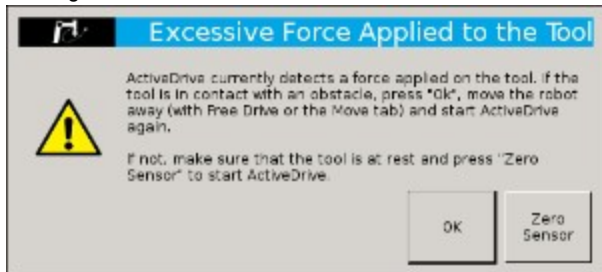 Excessive Force Applied to the Tool
ActiveDrive currently detects a force applied on the tool. If the
tool is in contact with an obstacle, press "Ok", move the robot
away (with Free Drive or the Move tab) and start ActiveDrive
again.
If not, make sure that the tool is at rest and press "Zero
Sensor" to start ActiveDrive.
OK
Zero
Sensor